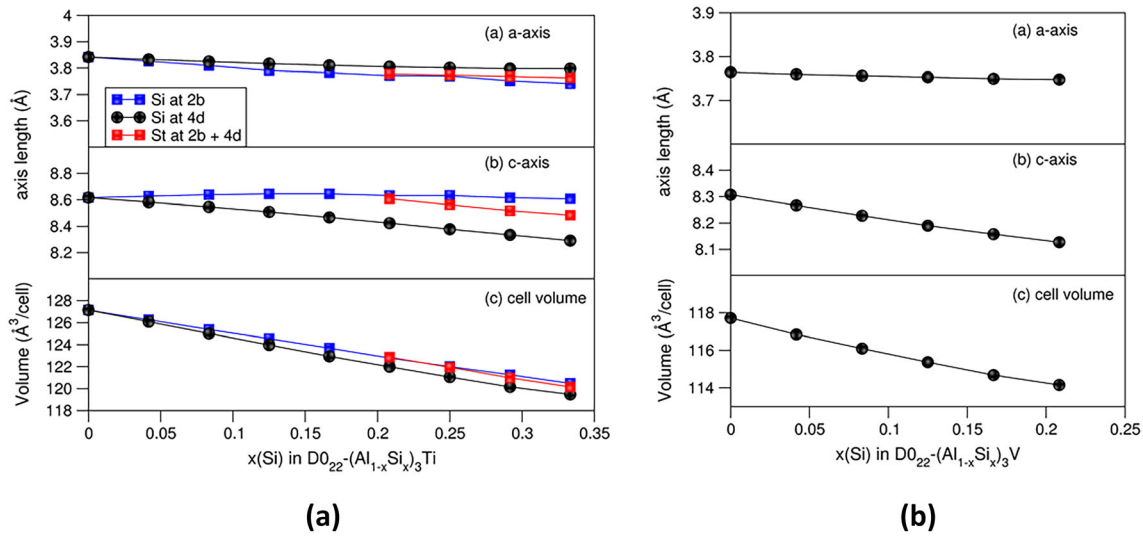 4
3.9
3.8
3.7
3.6
(a) a-axis
Si at 2b
Si at 4d
St at 2b + 4d
axis length (Å)
8.8
8.6
8.4
8.2
(b) c-axis
128
126
124
122
120
118
(c) cell volume
Volume (Å³/cell)
0 0.05 0.1 0.15 0.2 0.25 0.3 0.35
x(Si) in D0₂₂-(Al₁₋ₓSiₓ)₃Ti
(a)
3.9
3.8
3.7
(a) a-axis
axis length (Å)
8.4
8.3
8.2
8.1
(b) c-axis
118
116
114
(c) cell volume
Volume (Å³/cell)
0 0.05 0.1 0.15 0.2 0.25
x(Si) in D0₂₂-(Al₁₋ₓSiₓ)₃V
(b)